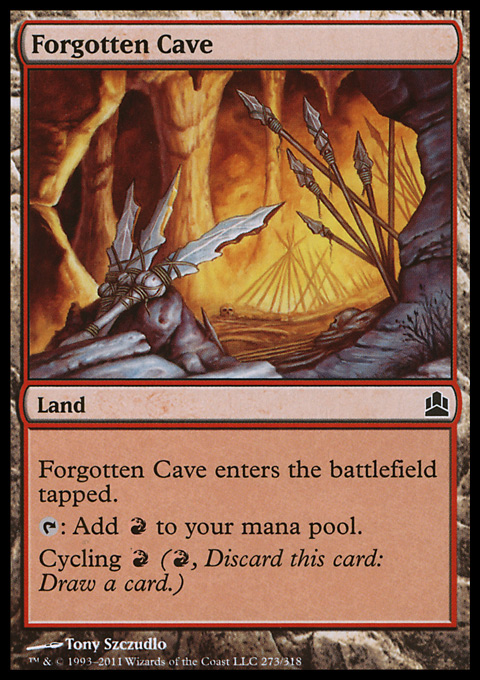 Forgotten Cave
Land
Forgotten Cave enters the battlefield
tapped.
: Add to your mana pool.
Cycling (, Discard this card:
Draw a card.)
Tony Szczudlo
™ & © 1993–2011 Wizards of the Coast LLC 273/318